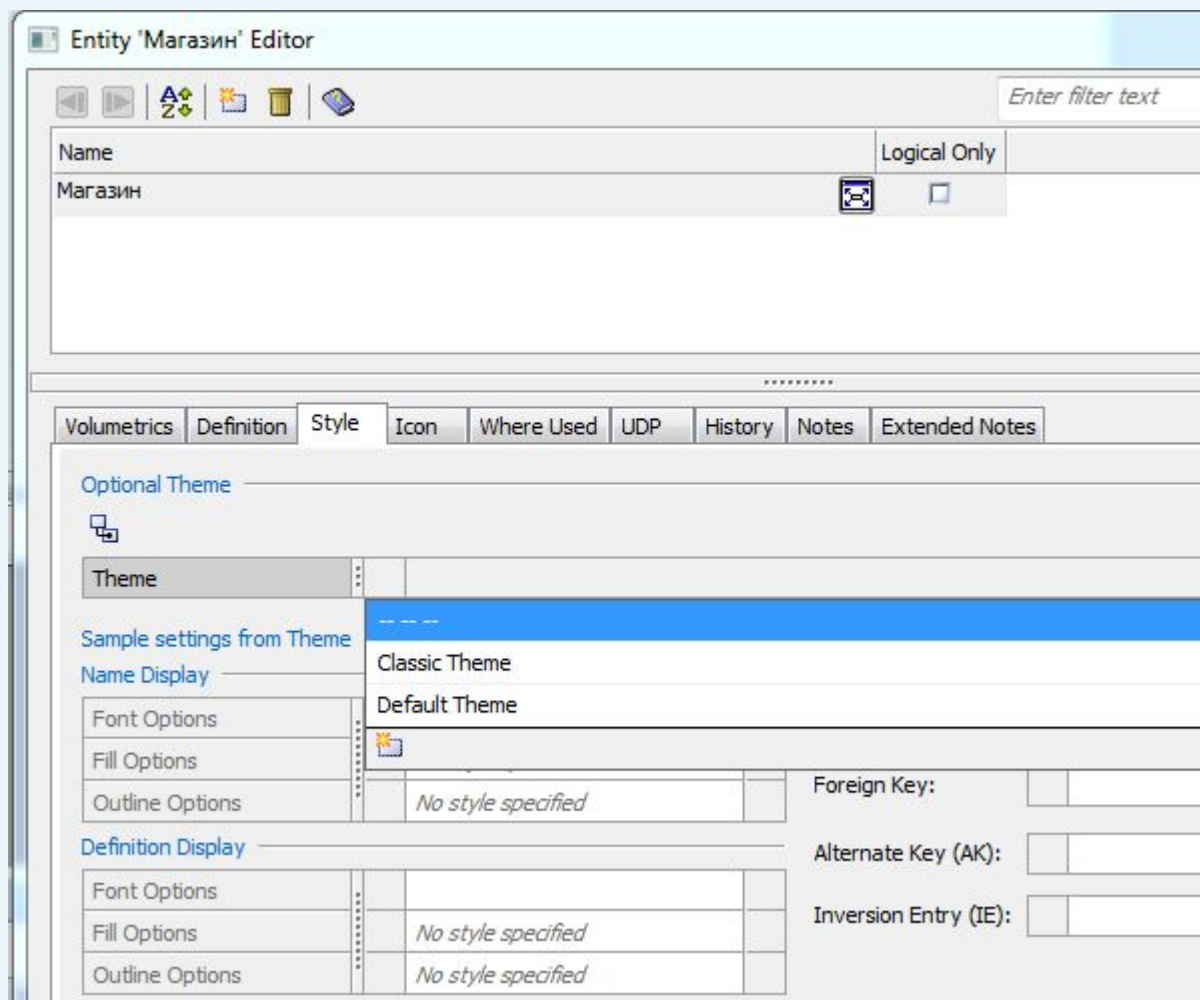 Entity 'Магазин' Editor
Enter filter text
Name Logical Only
Магазин
Volumetrics Definition Style Icon Where Used UDP History Notes Extended Notes
Optional Theme
Theme
-- -- --
Sample settings from Theme
Classic Theme
Name Display
Default Theme
Font Options
Fill Options
Outline Options No style specified
Foreign Key:
Definition Display
Alternate Key (AK):
Font Options
Inversion Entry (IE):
Fill Options No style specified
Outline Options No style specified